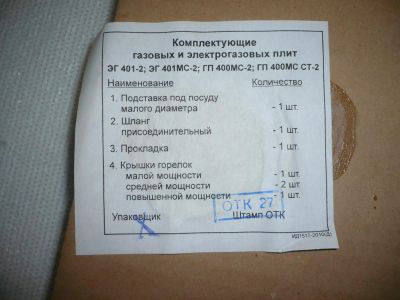 Комплектующие
газовых и электрогазовых плит
ЭГ 401-2; ЭГ 401МС-2; ГП 400МС-2; ГП 400МС СТ-2
Наименование Количество
1. Подставка под посуду
малого диаметра - 1 шт.
2. Шланг
присоединительный - 1 шт.
3. Прокладка - 1 шт.
4. Крышки горелок
малой мощности - 1 шт.
средней мощности - 2 шт.
повышенной мощности - 1 шт.
ОТК 27
Упаковщик Штамп ОТК